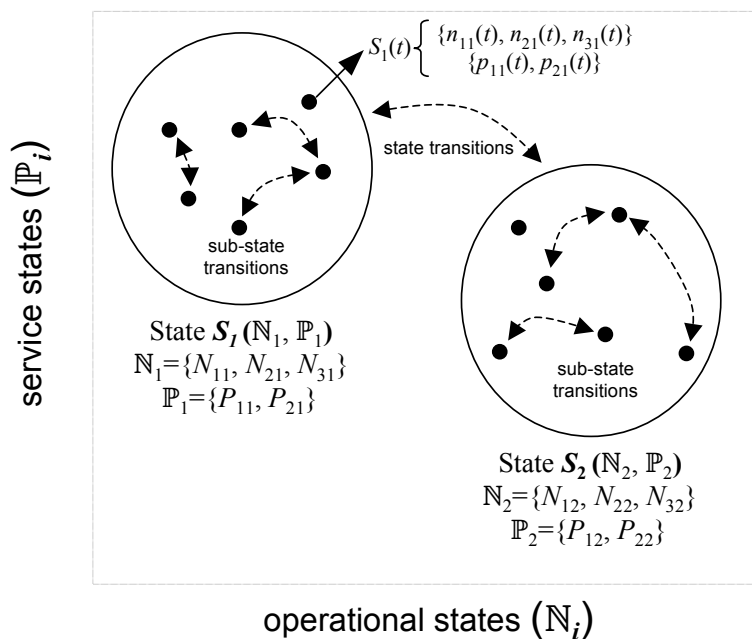 S₁(t) { {n₁₁(t), n₂₁(t), n₃₁(t)}
{p₁₁(t), p₂₁(t)}
state transitions
sub-state
transitions
State S₁ (ℕ₁, ℙ₁)
ℕ₁={N₁₁, N₂₁, N₃₁}
ℙ₁={P₁₁, P₂₁}
sub-state
transitions
State S₂ (ℕ₂, ℙ₂)
ℕ₂={N₁₂, N₂₂, N₃₂}
ℙ₂={P₁₂, P₂₂}
service states (ℙᵢ)
operational states (ℕᵢ)